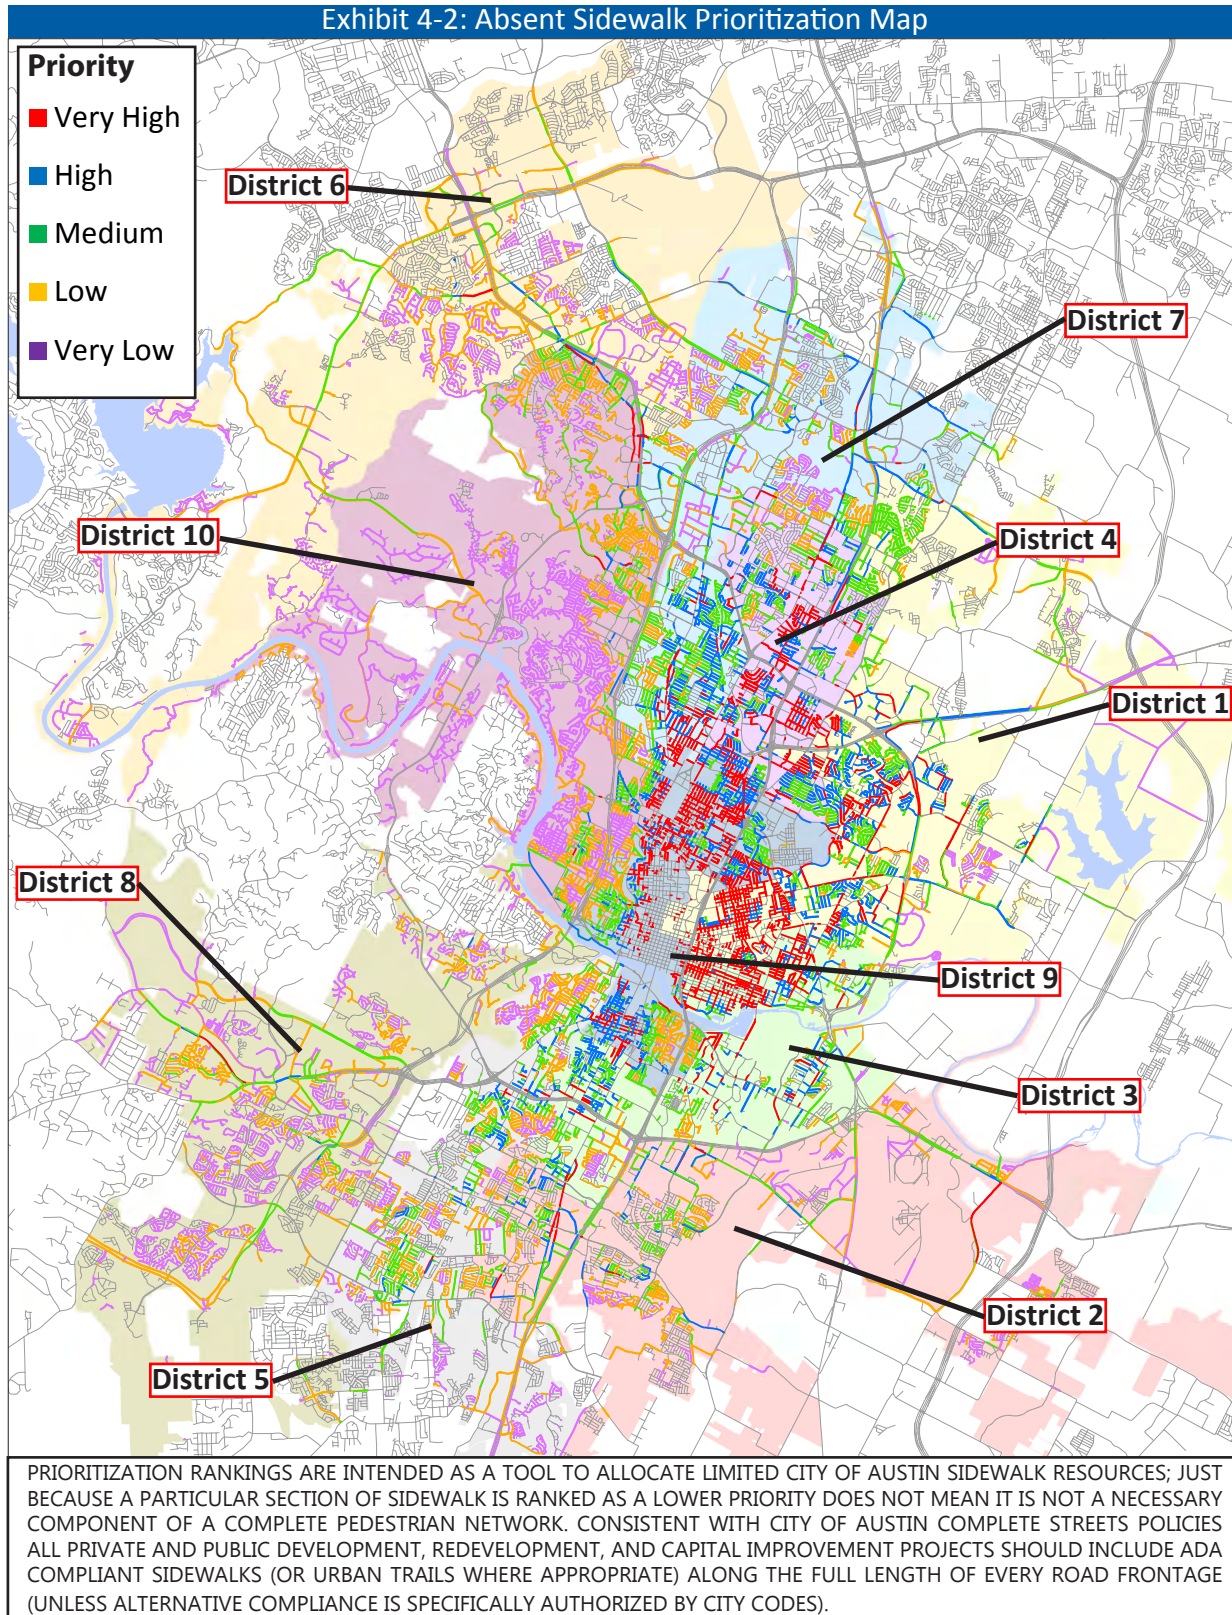 Exhibit 4-2: Absent Sidewalk Prioritization Map
Priority
Very High
High
Medium
Low
Very Low
District 6
District 7
District 10
District 4
District 1
District 8
District 9
District 3
District 2
District 5
PRIORITIZATION RANKINGS ARE INTENDED AS A TOOL TO ALLOCATE LIMITED CITY OF AUSTIN SIDEWALK RESOURCES; JUST
BECAUSE A PARTICULAR SECTION OF SIDEWALK IS RANKED AS A LOWER PRIORITY DOES NOT MEAN IT IS NOT A NECESSARY
COMPONENT OF A COMPLETE PEDESTRIAN NETWORK. CONSISTENT WITH CITY OF AUSTIN COMPLETE STREETS POLICIES
ALL PRIVATE AND PUBLIC DEVELOPMENT, REDEVELOPMENT, AND CAPITAL IMPROVEMENT PROJECTS SHOULD INCLUDE ADA
COMPLIANT SIDEWALKS (OR URBAN TRAILS WHERE APPROPRIATE) ALONG THE FULL LENGTH OF EVERY ROAD FRONTAGE
(UNLESS ALTERNATIVE COMPLIANCE IS SPECIFICALLY AUTHORIZED BY CITY CODES).